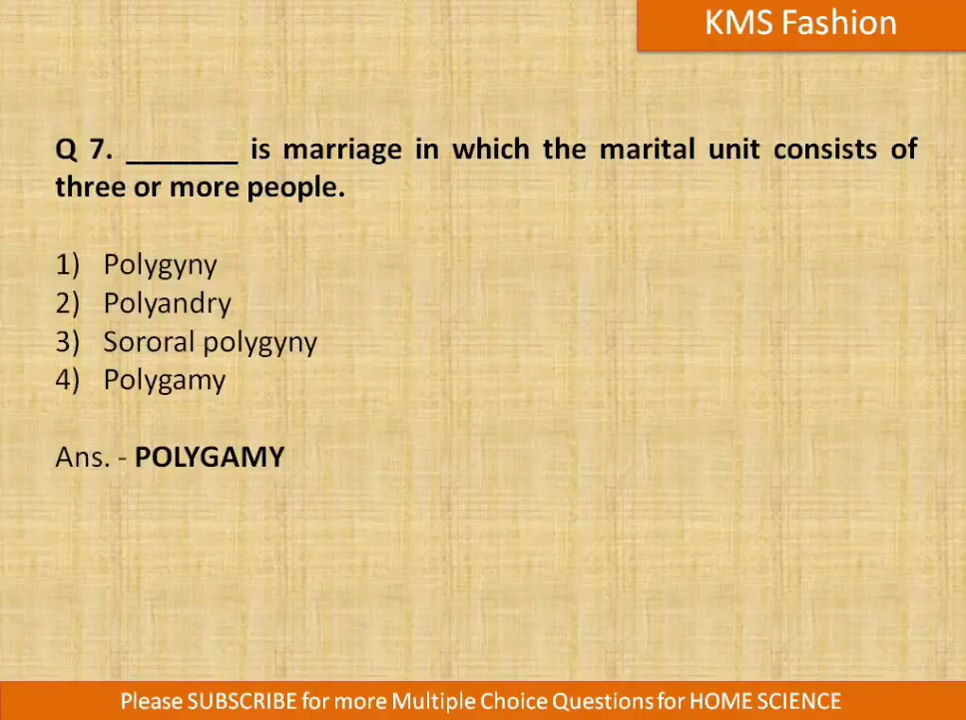 KMS Fashion
Q 7. _______ is marriage in which the marital unit consists of
three or more people.
1) Polygyny
2) Polyandry
3) Sororal polygyny
4) Polygamy
Ans. - POLYGAMY
Please SUBSCRIBE for more Multiple Choice Questions for HOME SCIENCE